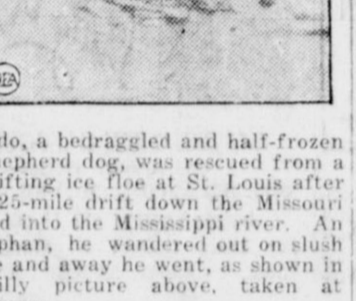 EA
do, a bedraggled and half-frozen
epherd dog, was rescued from a
ifting ice floe at St. Louis after
25-mile drift down the Missouri
d into the Mississippi river. An
phan, he wandered out on slush
e and away he went, as shown in
illy picture above, taken at